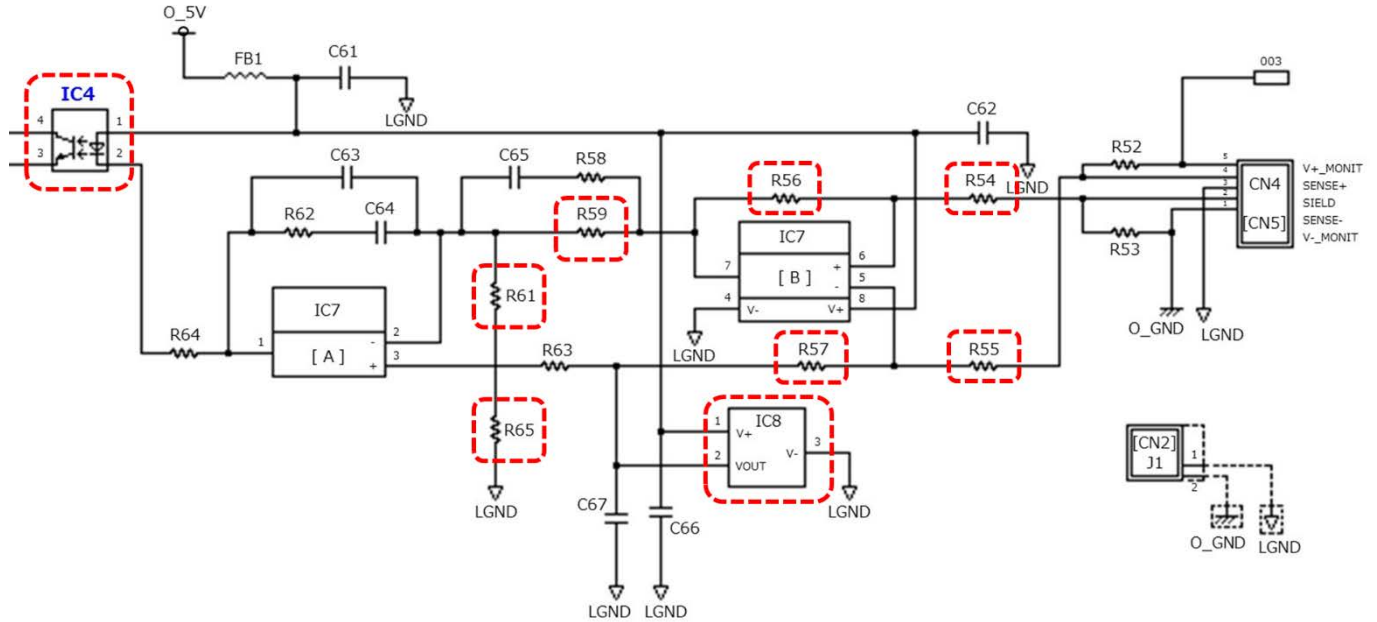 O_5V
FB1
C61
LGND
003
IC4
4
1
3
2
C62
LGND
C63
C65
R58
R62
C64
R59
R56
R54
R52
R53
5
4
3
2
1
CN4
[CN5]
V+_MONIT
SENSE+
SIELD
SENSE-
V-_MONIT
O_GND
LGND
IC7
[ B ]
7
4
V-
V+
+
-
6
5
8
LGND
R61
IC7
[ A ]
1
-
+
2
3
R64
R63
R57
R55
R65
LGND
IC8
1
V+
2
VOUT
V-
3
LGND
C67
C66
LGND
LGND
[CN2]
J1
1
2
O_GND
LGND